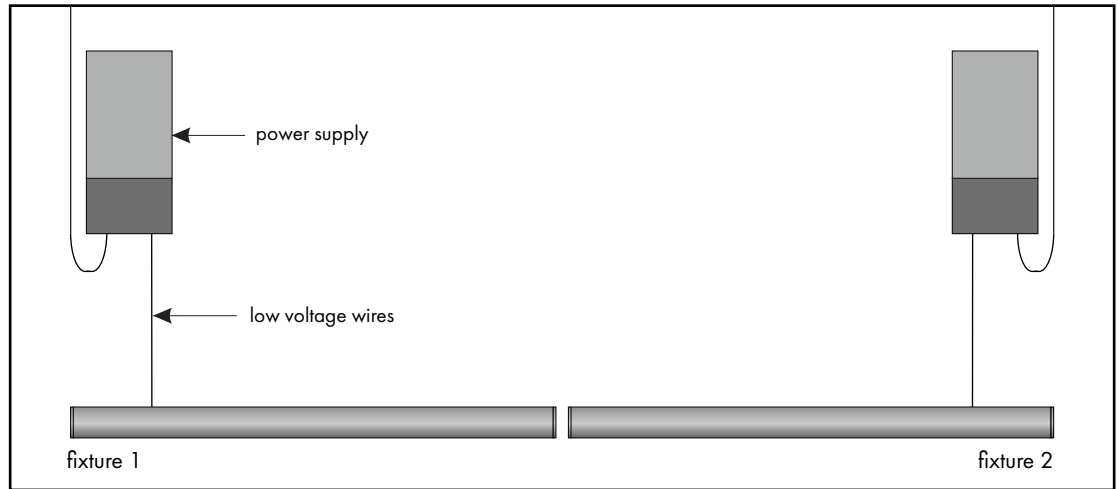 power supply
low voltage wires
fixture 1
fixture 2